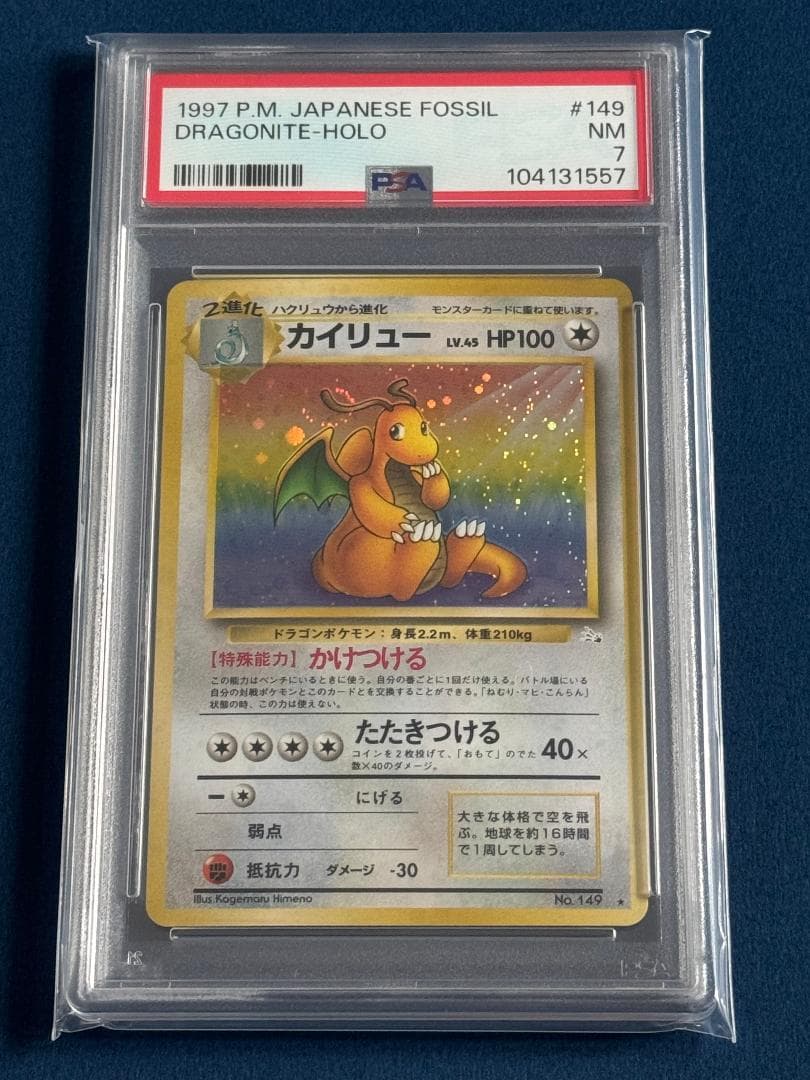 1997 P.M. JAPANESE FOSSIL #149
DRAGONITE-HOLO NM
7
PSA 104131557
2進化 ハクリュウから進化 モンスターカードに重ねて使います。
カイリュー LV.45 HP100
ドラゴンポケモン：身長2.2m、体重210kg
【特殊能力】かけつける
この能力はベンチにいるときに使う。自分の番ごとに1回だけ使える。バトル場にいる
自分の対戦ポケモンとこのカードとを交換することができる。「ねむり・マヒ・こんらん」
状態の時、この力は使えない。
たたきつける
コインを2枚投げて、「おもて」のでた
数×40のダメージ。
40×
ー にげる
弱点
抵抗力 ダメージ -30
大きな体格で空を飛
ぶ。地球を約16時間
で1周してしまう。
Illus.Kagemaru Himeno No.149 ★
PSA